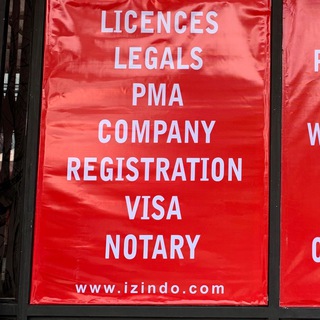 LICENCES
LEGALS
PMA
COMPANY
REGISTRATION
VISA
NOTARY
www.izindo.com